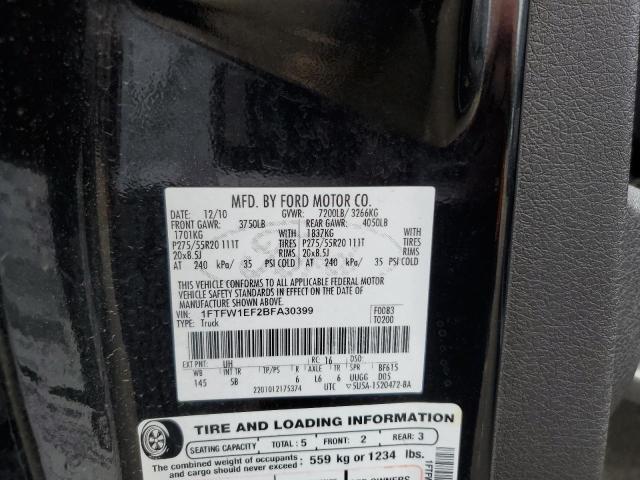 MFD. BY FORD MOTOR CO.
DATE: 12/10 GVWR: 7200LB/ 3266KG
FRONT GAWR: 3750LB REAR GAWR: 4050LB
1701KG WITH 1837KG WITH
P275/55R20 111T TIRES P275/55R20 111T TIRES
20x8.5J RIMS 20x8.5J RIMS
AT 240 kPa/ 35 PSI COLD AT 240 kPa/ 35 PSI COLD
THIS VEHICLE CONFORMS TO ALL APPLICABLE FEDERAL MOTOR
VEHICLE SAFETY STANDARDS IN EFFECT ON THE DATE OF
MANUFACTURE SHOWN ABOVE.
VIN: 1FTFW1EF2BFA30399 F0083
TYPE: Truck T0200
EXT PNT: UH RC: 16 DSO:
WB INT TR TP/PS R AXLE TR SPR BF615
145 SB 6 L6 6 UUGG D05
2201012175374 UTC 5U5A-1520472-BA
TIRE AND LOADING INFORMATION
SEATING CAPACITY TOTAL: 5 FRONT: 2 REAR: 3
The combined weight of occupants
and cargo should never exceed: 559 kg or 1234 lbs.